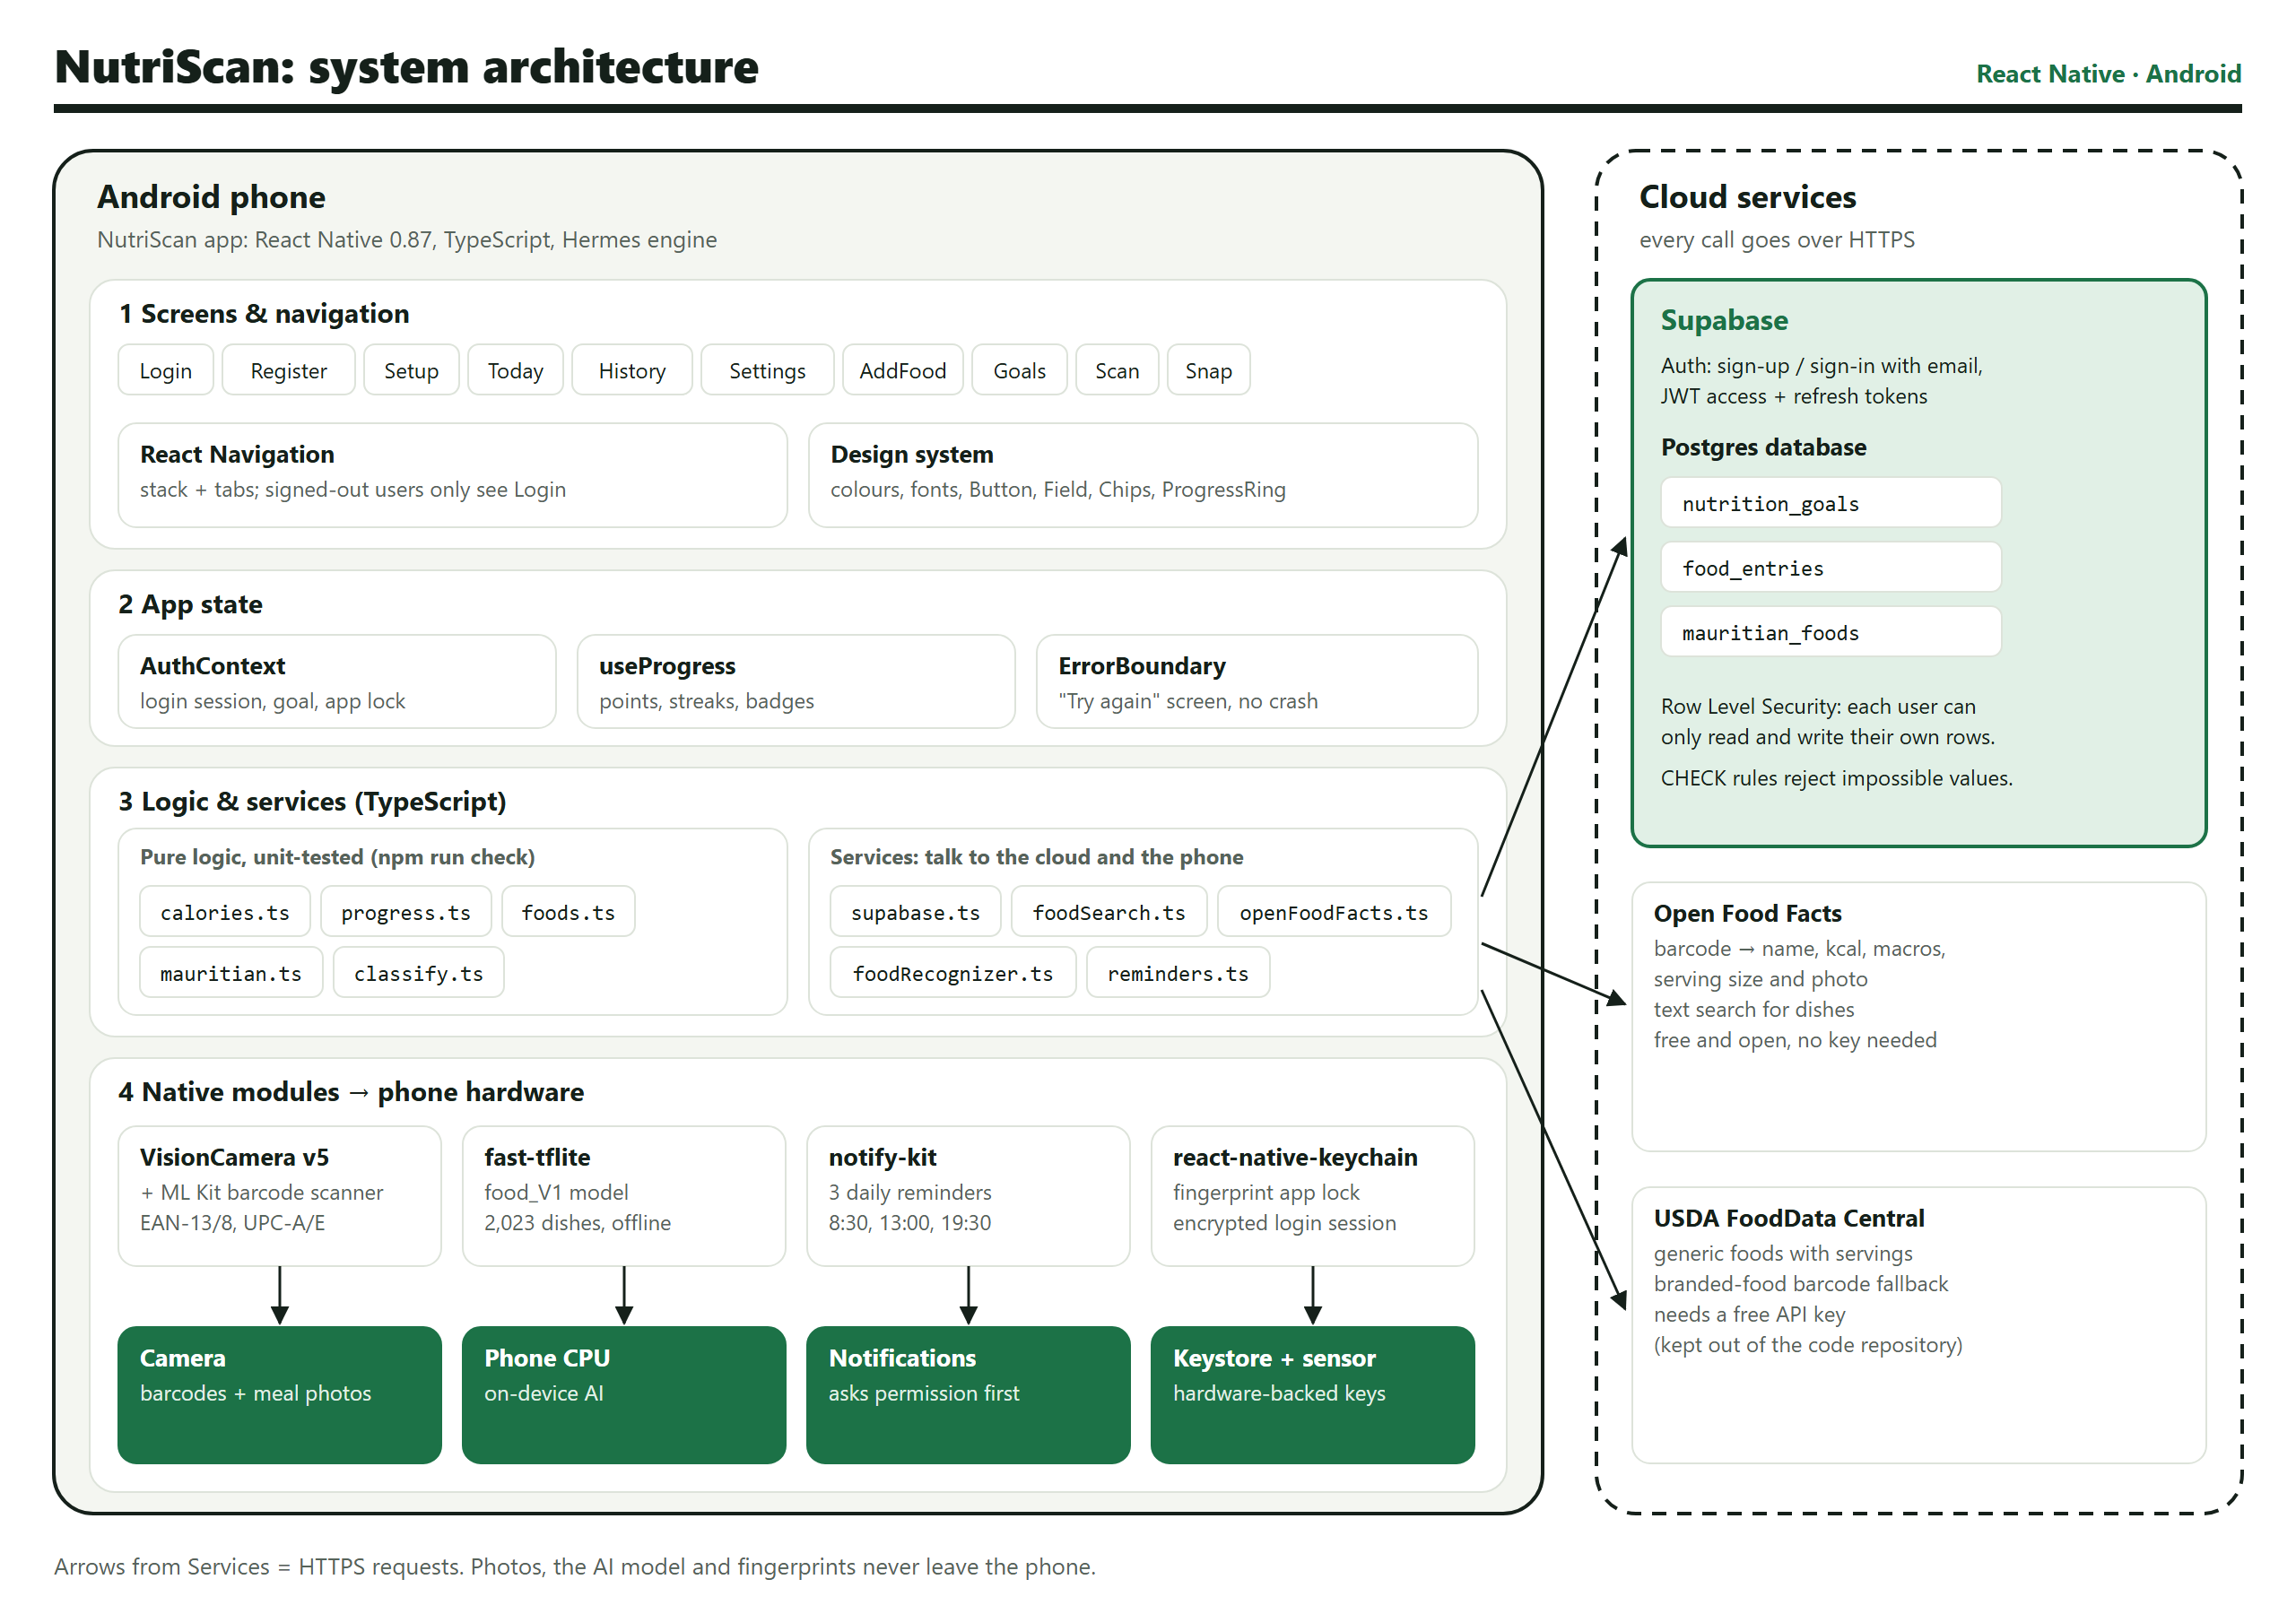 NutriScan: system architecture
React Native · Android
Android phone
NutriScan app: React Native 0.87, TypeScript, Hermes engine
1 Screens & navigation
Login
Register
Setup
Today
History
Settings
AddFood
Goals
Scan
Snap
React Navigation
stack + tabs; signed-out users only see Login
Design system
colours, fonts, Button, Field, Chips, ProgressRing
2 App state
AuthContext
login session, goal, app lock
useProgress
points, streaks, badges
ErrorBoundary
"Try again" screen, no crash
3 Logic & services (TypeScript)
Pure logic, unit-tested (npm run check)
calories.ts
progress.ts
foods.ts
mauritian.ts
classify.ts
Services: talk to the cloud and the phone
supabase.ts
foodSearch.ts
openFoodFacts.ts
foodRecognizer.ts
reminders.ts
4 Native modules → phone hardware
VisionCamera v5
+ ML Kit barcode scanner
EAN-13/8, UPC-A/E
fast-tflite
food_V1 model
2,023 dishes, offline
notify-kit
3 daily reminders
8:30, 13:00, 19:30
react-native-keychain
fingerprint app lock
encrypted login session
Camera
barcodes + meal photos
Phone CPU
on-device AI
Notifications
asks permission first
Keystore + sensor
hardware-backed keys
Cloud services
every call goes over HTTPS
Supabase
Auth: sign-up / sign-in with email,
JWT access + refresh tokens
Postgres database
nutrition_goals
food_entries
mauritian_foods
Row Level Security: each user can
only read and write their own rows.
CHECK rules reject impossible values.
Open Food Facts
barcode → name, kcal, macros,
serving size and photo
text search for dishes
free and open, no key needed
USDA FoodData Central
generic foods with servings
branded-food barcode fallback
needs a free API key
(kept out of the code repository)
Arrows from Services = HTTPS requests. Photos, the AI model and fingerprints never leave the phone.